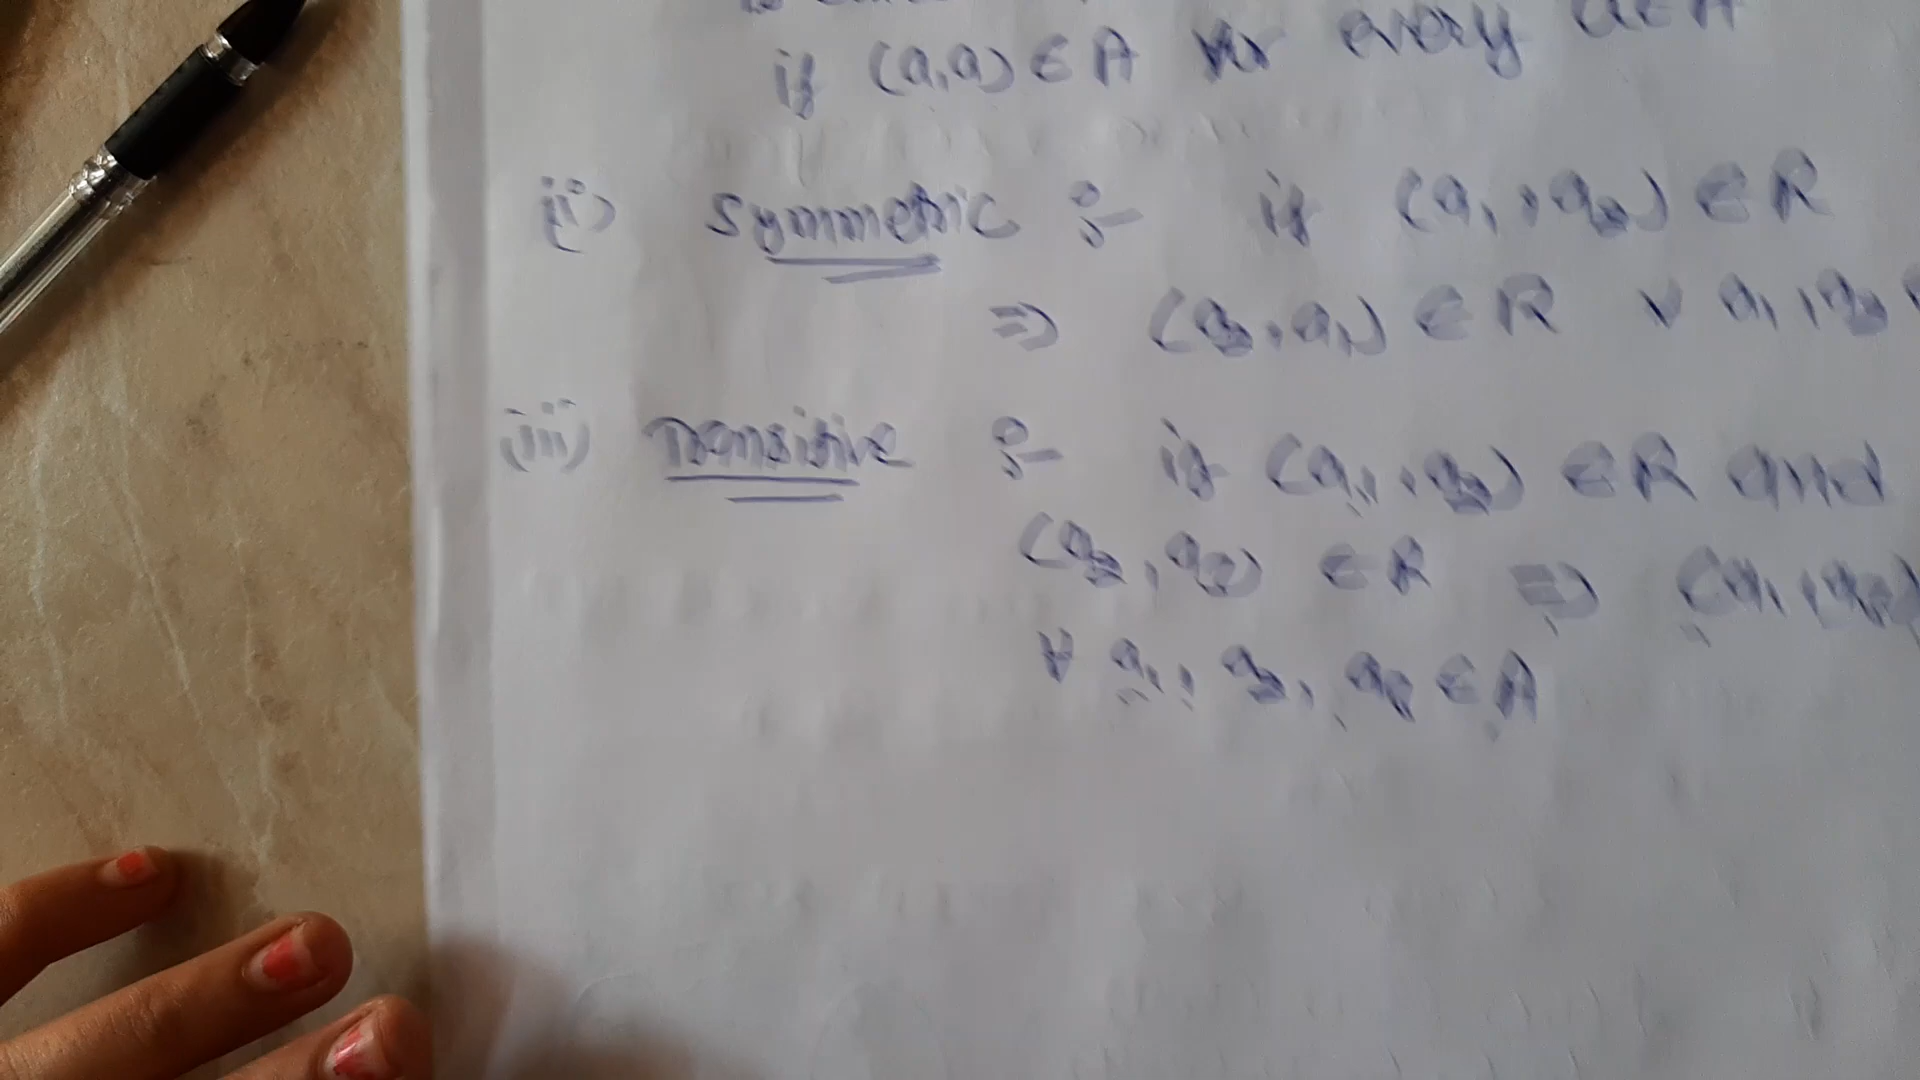 if (a,a) ∈ A for every a ∈ A
ii) Symmetric :- if (a₁, a₂) ∈ R
⇒ (a₂, a₁) ∈ R ∀ a₁, a₂
(iii) Transitive :- if (a₁, a₂) ∈ R and
(a₂, a₃) ∈ R ⇒ (a₁, a₃)
∀ a₁, a₂, a₃ ∈ A